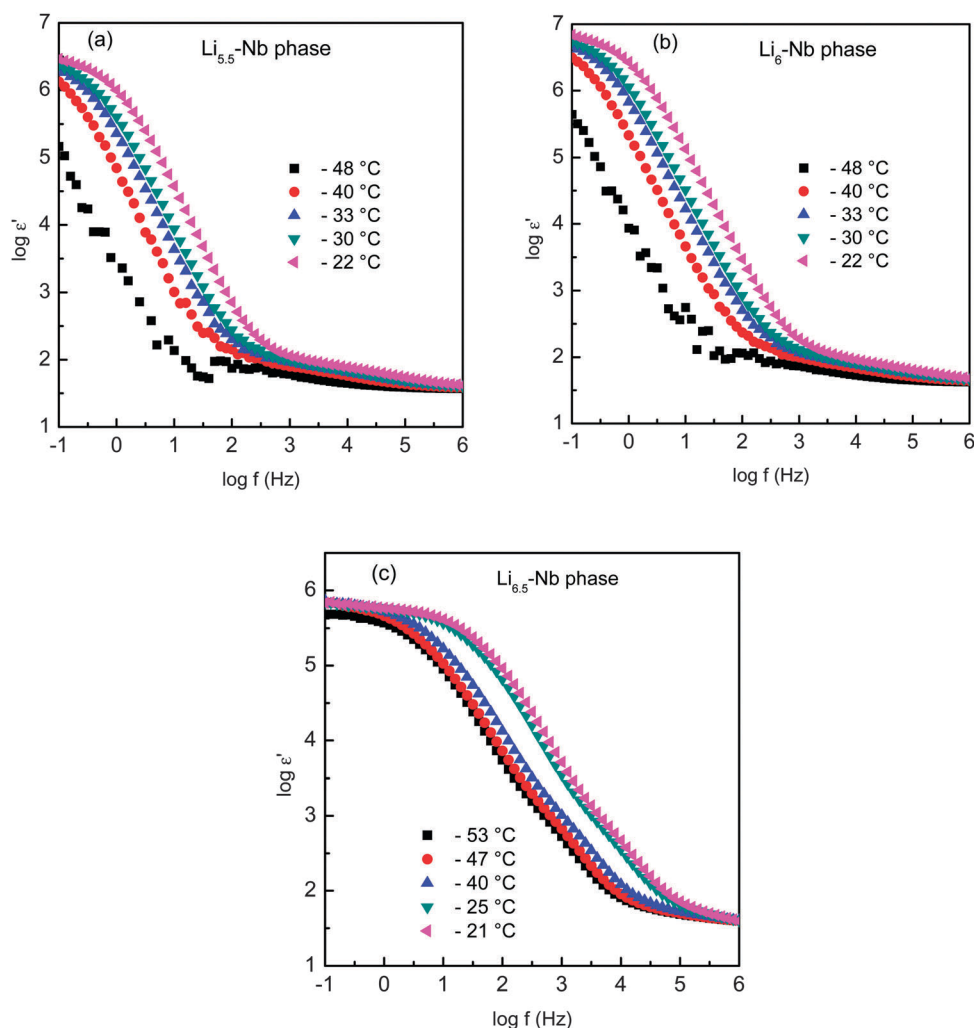 (a)
Li5.5-Nb phase
7
6
5
4
3
2
1
log ε'
- 48 °C
- 40 °C
- 33 °C
- 30 °C
- 22 °C
-1 0 1 2 3 4 5 6
log f (Hz)
(b)
Li6-Nb phase
7
6
5
4
3
2
1
log ε'
- 48 °C
- 40 °C
- 33 °C
- 30 °C
- 22 °C
-1 0 1 2 3 4 5 6
log f (Hz)
(c)
Li6.5-Nb phase
6
5
4
3
2
1
log ε'
- 53 °C
- 47 °C
- 40 °C
- 25 °C
- 21 °C
-1 0 1 2 3 4 5 6
log f (Hz)